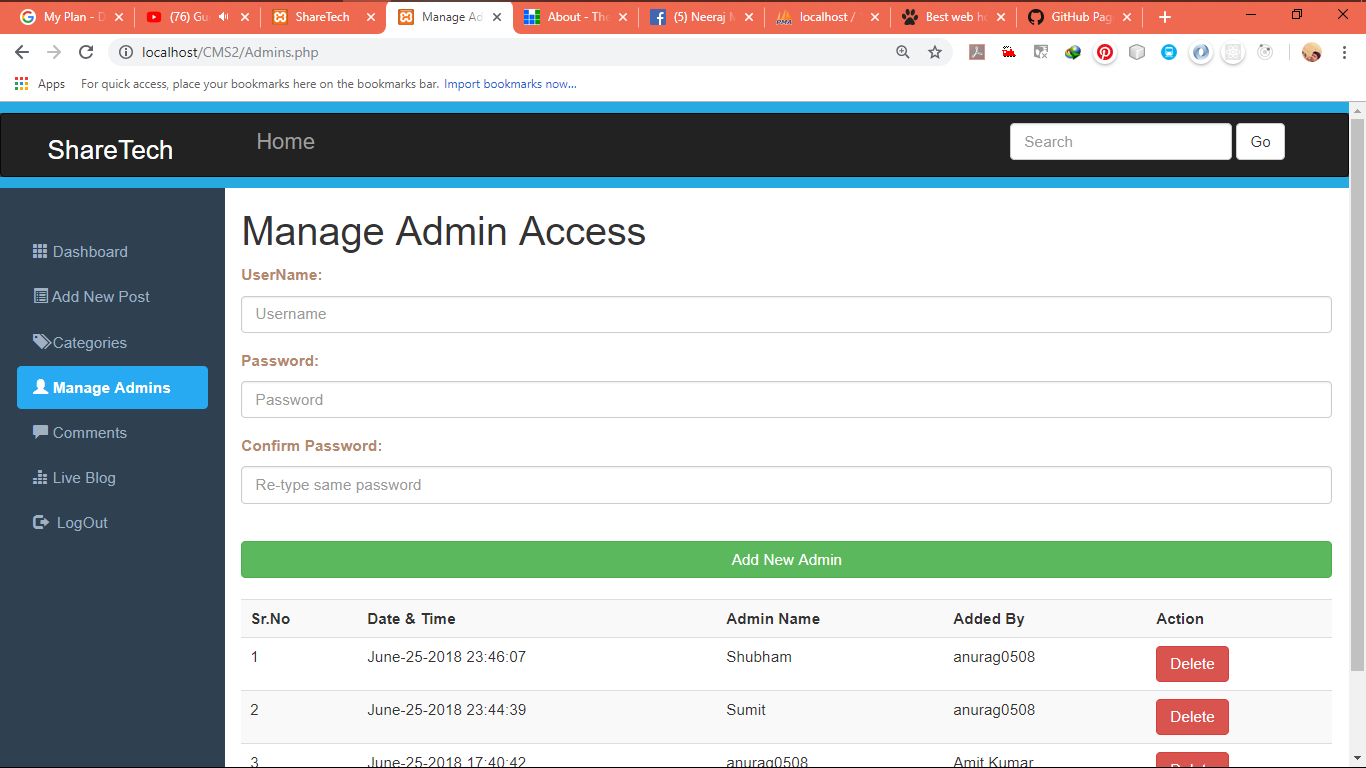 My Plan - D
(76) Gu
ShareTech
Manage Ad
About - The
(5) Neeraj M
localhost /
Best web ho
GitHub Pag
localhost/CMS2/Admins.php
Apps For quick access, place your bookmarks here on the bookmarks bar. Import bookmarks now...
ShareTech Home Search Go
Dashboard
Add New Post
Categories
Manage Admins
Comments
Live Blog
LogOut
Manage Admin Access
UserName:
Username
Password:
Password
Confirm Password:
Re-type same password
Add New Admin
Sr.No Date & Time Admin Name Added By Action
1 June-25-2018 23:46:07 Shubham anurag0508 Delete
2 June-25-2018 23:44:39 Sumit anurag0508 Delete
3 June-25-2018 17:40:42 anurag0508 Amit Kumar Delete